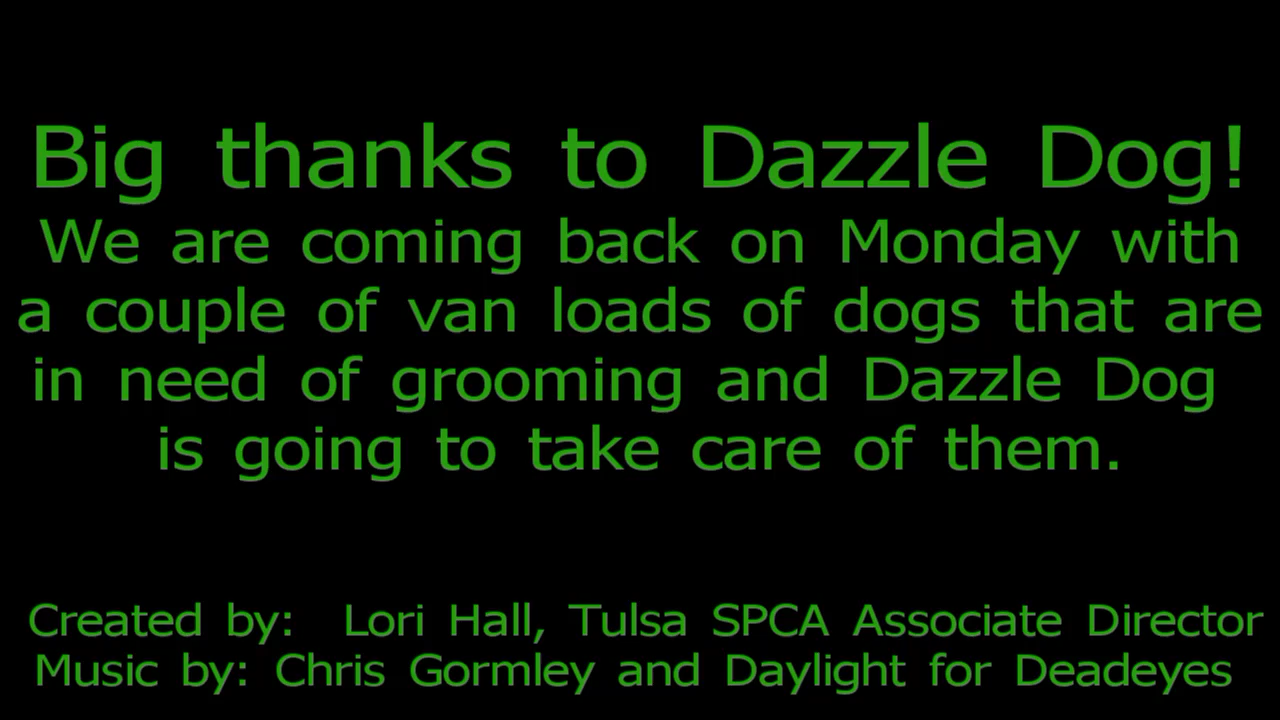 Big thanks to Dazzle Dog!
We are coming back on Monday with
a couple of van loads of dogs that are
in need of grooming and Dazzle Dog
is going to take care of them.
Created by: Lori Hall, Tulsa SPCA Associate Director
Music by: Chris Gormley and Daylight for Deadeyes